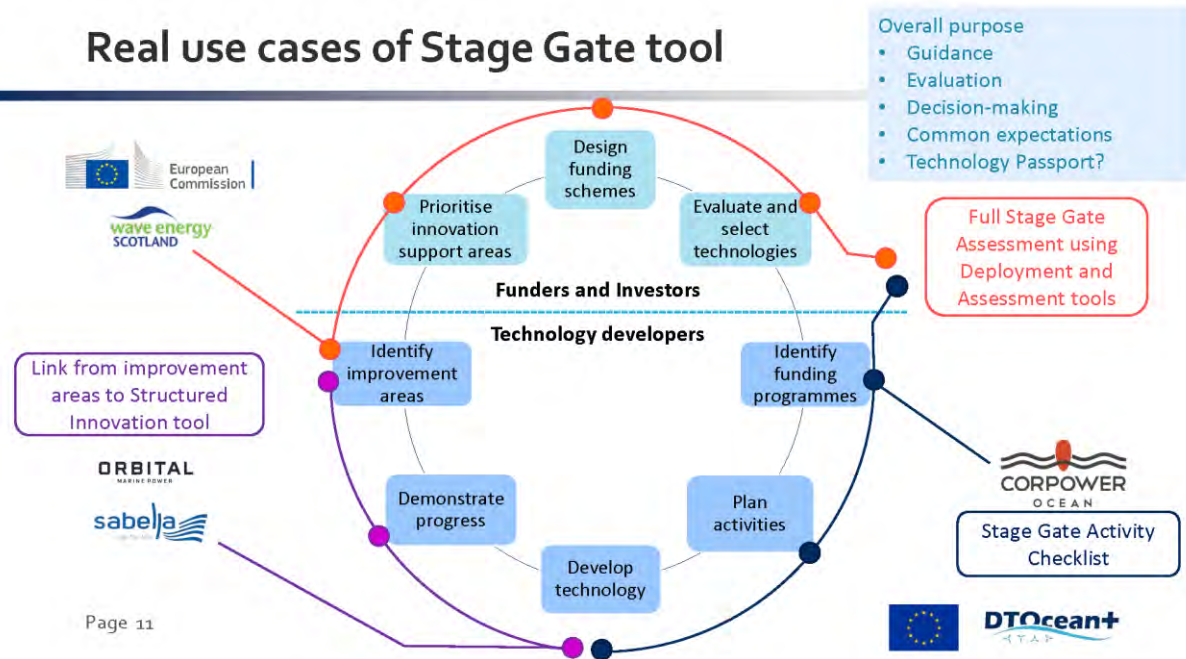 Real use cases of Stage Gate tool
Overall purpose
• Guidance
• Evaluation
• Decision-making
• Common expectations
• Technology Passport?
European
Commission
wave energy
SCOTLAND
Design
funding
schemes
Prioritise
innovation
support areas
Evaluate and
select
technologies
Full Stage Gate
Assessment using
Deployment and
Assessment tools
Funders and Investors
Technology developers
Link from improvement
areas to Structured
Innovation tool
Identify
improvement
areas
Identify
funding
programmes
ORBITAL
MARINE POWER
sabella
Demonstrate
progress
Plan
activities
CORPOWER
OCEAN
Stage Gate Activity
Checklist
Develop
technology
Page 11
DTOcean+